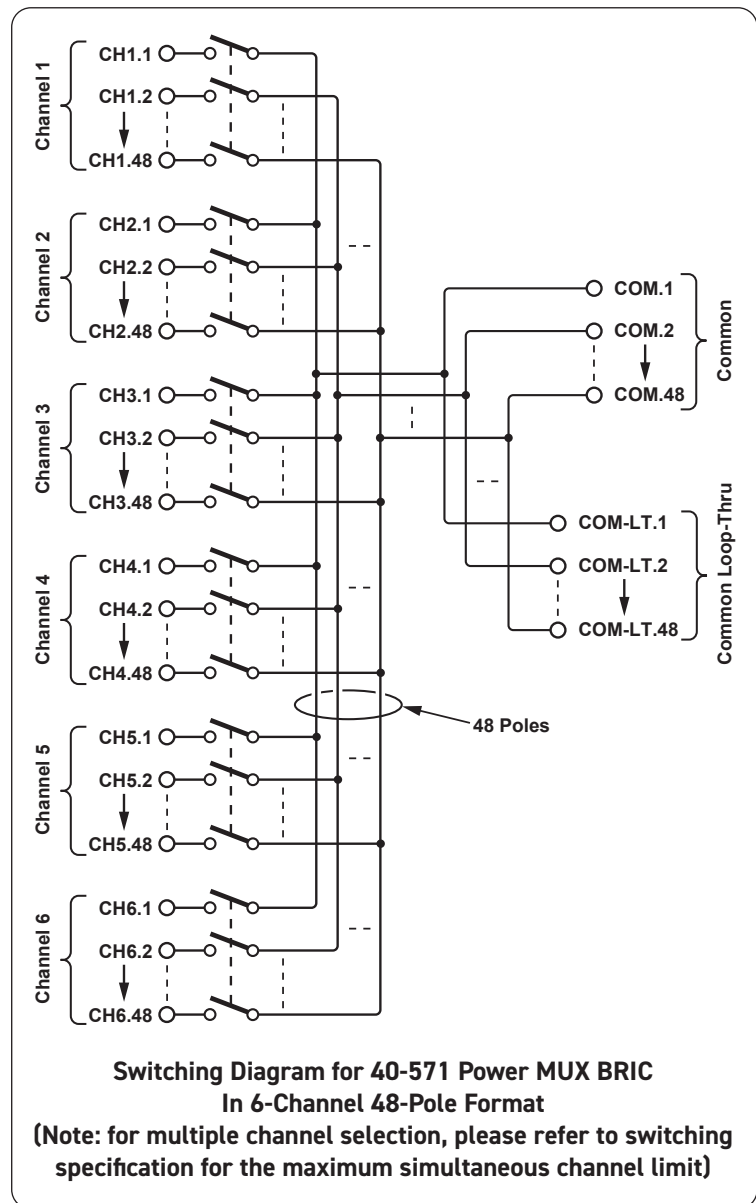 Channel 1
CH1.1
CH1.2
CH1.48
Channel 2
CH2.1
CH2.2
CH2.48
Channel 3
CH3.1
CH3.2
CH3.48
Channel 4
CH4.1
CH4.2
CH4.48
Channel 5
CH5.1
CH5.2
CH5.48
Channel 6
CH6.1
CH6.2
CH6.48
COM.1
COM.2
COM.48
Common
COM-LT.1
COM-LT.2
COM-LT.48
Common Loop-Thru
48 Poles
Switching Diagram for 40-571 Power MUX BRIC
In 6-Channel 48-Pole Format
(Note: for multiple channel selection, please refer to switching
specification for the maximum simultaneous channel limit)